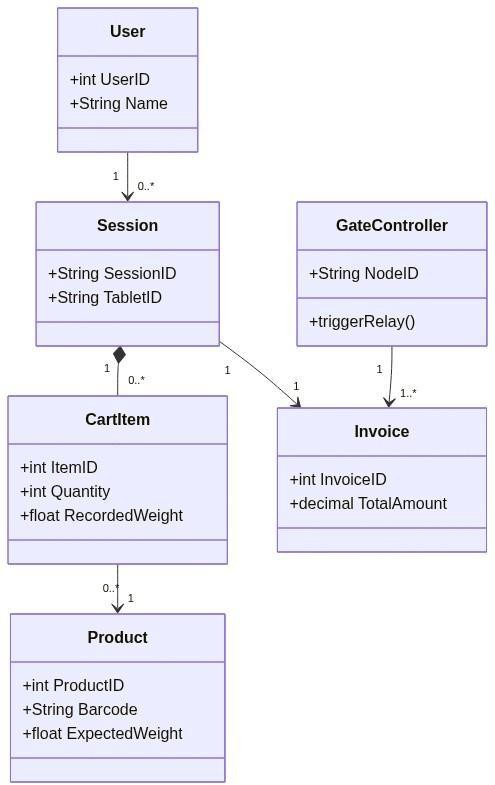 User
+int UserID
+String Name
1
0..*
Session
+String SessionID
+String TabletID
GateController
+String NodeID
+triggerRelay()
1
0..*
1
1
1
1..*
CartItem
+int ItemID
+int Quantity
+float RecordedWeight
Invoice
+int InvoiceID
+decimal TotalAmount
0..*
1
Product
+int ProductID
+String Barcode
+float ExpectedWeight